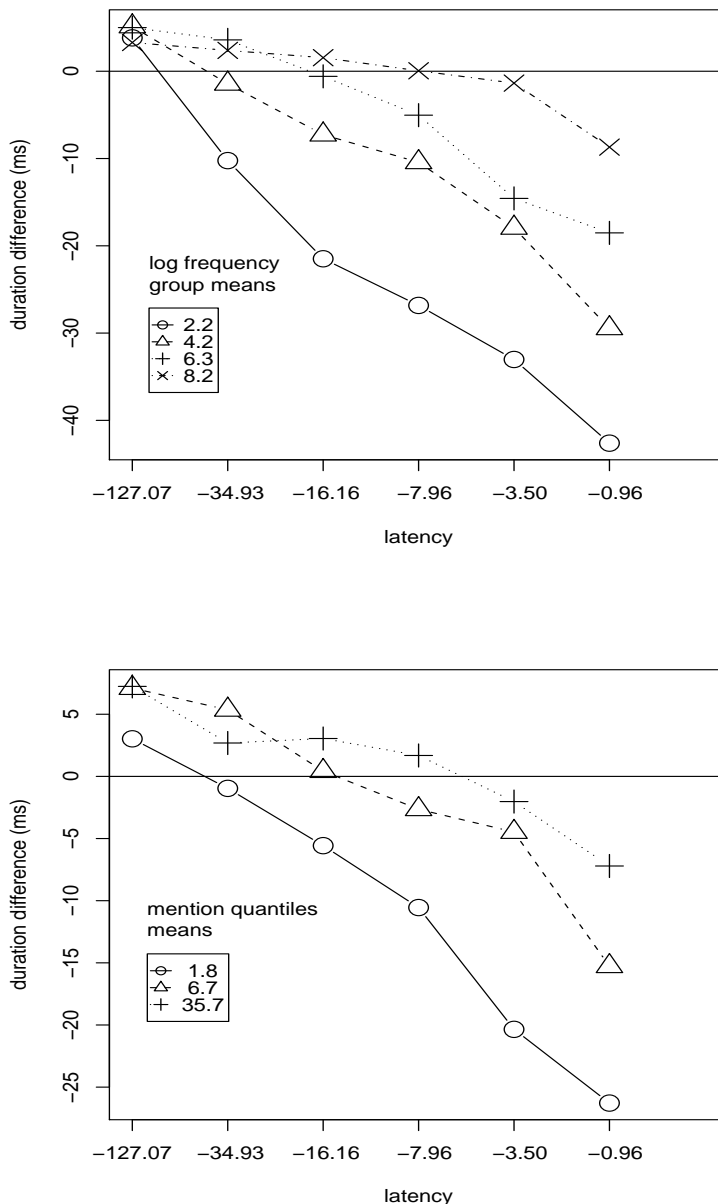 0
−10
−20
−30
−40
duration difference (ms)
log frequency
group means
2.2
4.2
6.3
8.2
−127.07 −34.93 −16.16 −7.96 −3.50 −0.96
latency
5
0
−5
−10
−15
−20
−25
duration difference (ms)
mention quantiles
means
1.8
6.7
35.7
−127.07 −34.93 −16.16 −7.96 −3.50 −0.96
latency